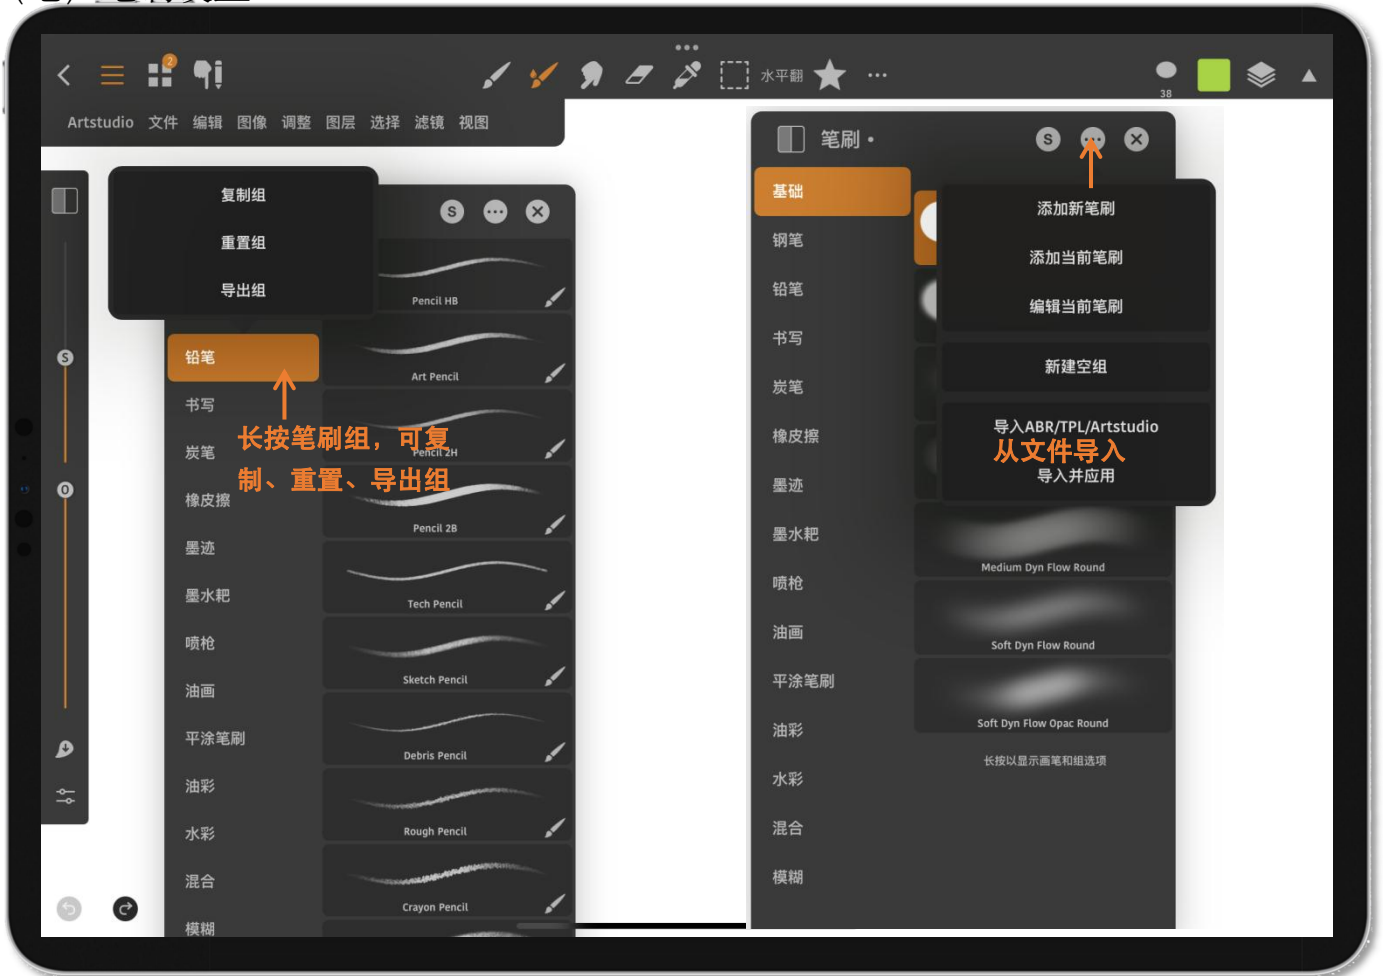 2
水平翻
38
Artstudio 文件 编辑 图像 调整 图层 选择 滤镜 视图
复制组
重置组
导出组
S
Pencil HB
Art Pencil
Pencil 2H
Pencil 2B
Tech Pencil
Sketch Pencil
Debris Pencil
Rough Pencil
Crayon Pencil
铅笔
书写
炭笔
橡皮擦
墨迹
墨水耙
喷枪
油画
平涂笔刷
油彩
水彩
混合
模糊
长按笔刷组，可复
制、重置、导出组
S
O
笔刷
S
基础
钢笔
铅笔
书写
炭笔
橡皮擦
墨迹
墨水耙
喷枪
油画
平涂笔刷
油彩
水彩
混合
模糊
添加新笔刷
添加当前笔刷
编辑当前笔刷
新建空组
导入ABR/TPL/Artstudio
从文件导入
导入并应用
Medium Dyn Flow Round
Soft Dyn Flow Round
Soft Dyn Flow Opac Round
长按以显示画笔和组选项